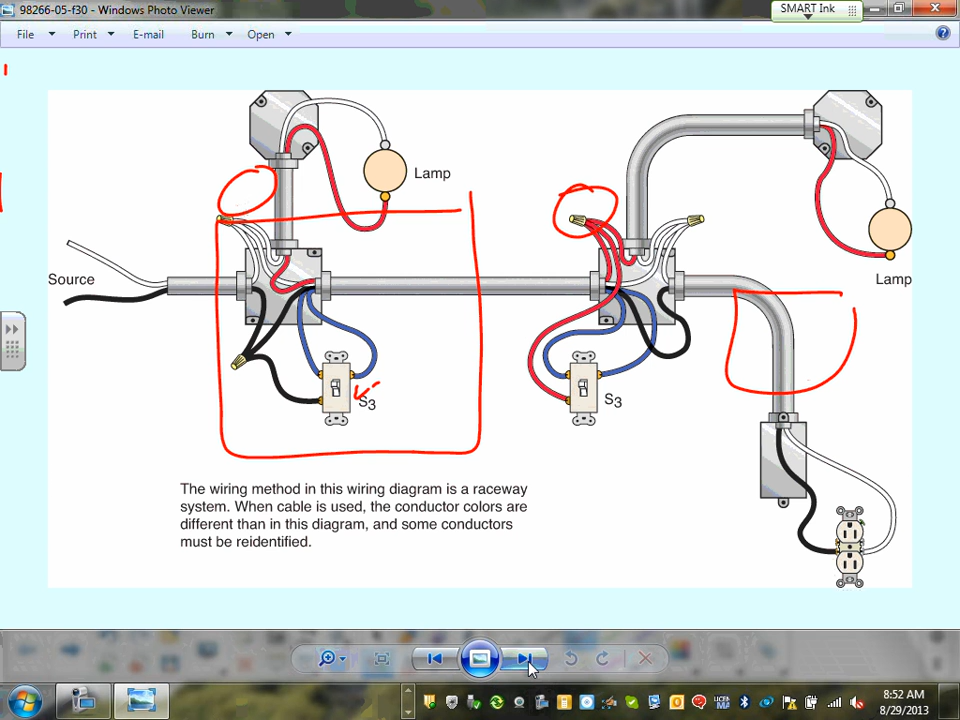 98266-05-f30 - Windows Photo Viewer
SMART Ink
File Print E-mail Burn Open
Lamp
Source
Lamp
S3
S3
The wiring method in this wiring diagram is a raceway
system. When cable is used, the conductor colors are
different than in this diagram, and some conductors
must be reidentified.
8:52 AM
8/29/2013